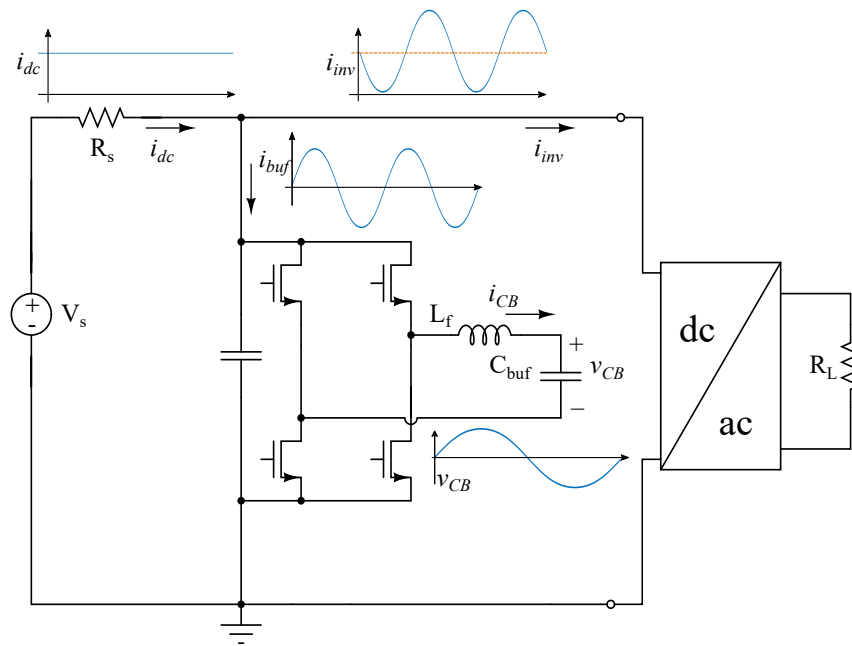 i_dc
i_inv
R_s
i_dc
i_buf
i_inv
+
-
V_s
L_f
i_CB
C_buf
+
v_CB
−
v_CB
dc
ac
R_L